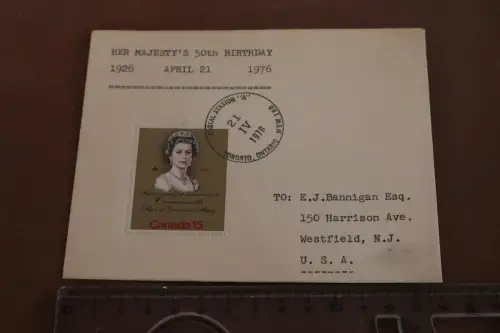 HER MAJESTY'S 50th BIRTHDAY
1926 APRIL 21 1976
POSTAL STATION "A"
21
IV
1976
TORONTO, ONTARIO
Canada 15
TO: E.J.Bannigan Esq.
150 Harrison Ave.
Westfield, N.J.
U. S. A.